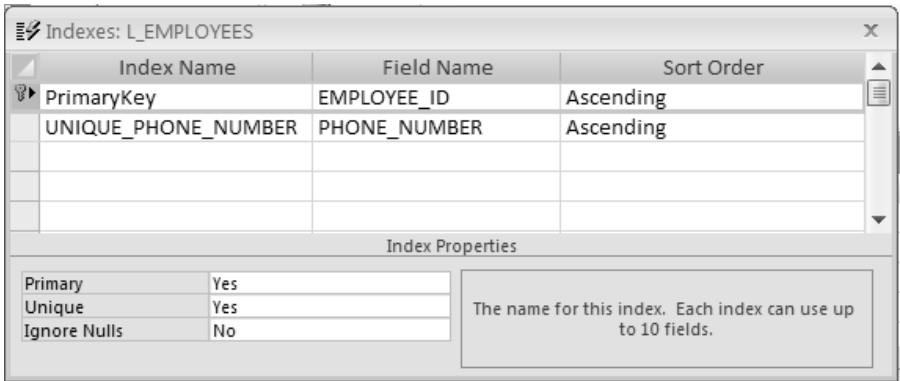 Indexes: L_EMPLOYEES
Index Name Field Name Sort Order
PrimaryKey EMPLOYEE_ID Ascending
UNIQUE_PHONE_NUMBER PHONE_NUMBER Ascending
Index Properties
Primary Yes
Unique Yes
Ignore Nulls No
The name for this index. Each index can use up
to 10 fields.